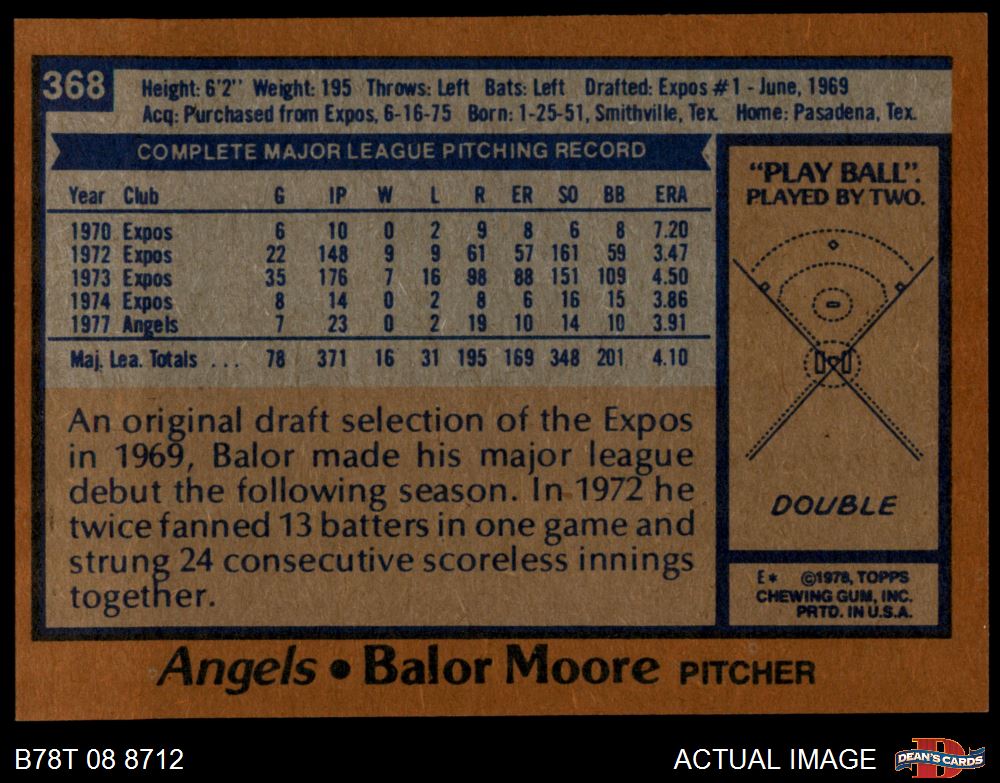 368
Height: 6'2" Weight: 195 Throws: Left Bats: Left Drafted: Expos #1 - June, 1969
Acq: Purchased from Expos, 6-16-75 Born: 1-25-51, Smithville, Tex. Home: Pasadena, Tex.
COMPLETE MAJOR LEAGUE PITCHING RECORD
Year Club G IP W L R ER SO BB ERA
1970 Expos 6 10 0 2 9 8 6 8 7.20
1972 Expos 22 148 9 9 61 57 161 59 3.47
1973 Expos 35 176 7 16 98 88 151 109 4.50
1974 Expos 8 14 0 2 8 6 16 15 3.86
1977 Angels 7 23 0 2 19 10 14 10 3.91
Maj. Lea. Totals ... 78 371 16 31 195 169 348 201 4.10
An original draft selection of the Expos
in 1969, Balor made his major league
debut the following season. In 1972 he
twice fanned 13 batters in one game and
strung 24 consecutive scoreless innings
together.
"PLAY BALL".
PLAYED BY TWO.
DOUBLE
E* ©1978, TOPPS
CHEWING GUM, INC.
PRTD. IN U.S.A.
Angels • Balor Moore PITCHER
B78T 08 8712
ACTUAL IMAGE
D
DEAN'S CARDS